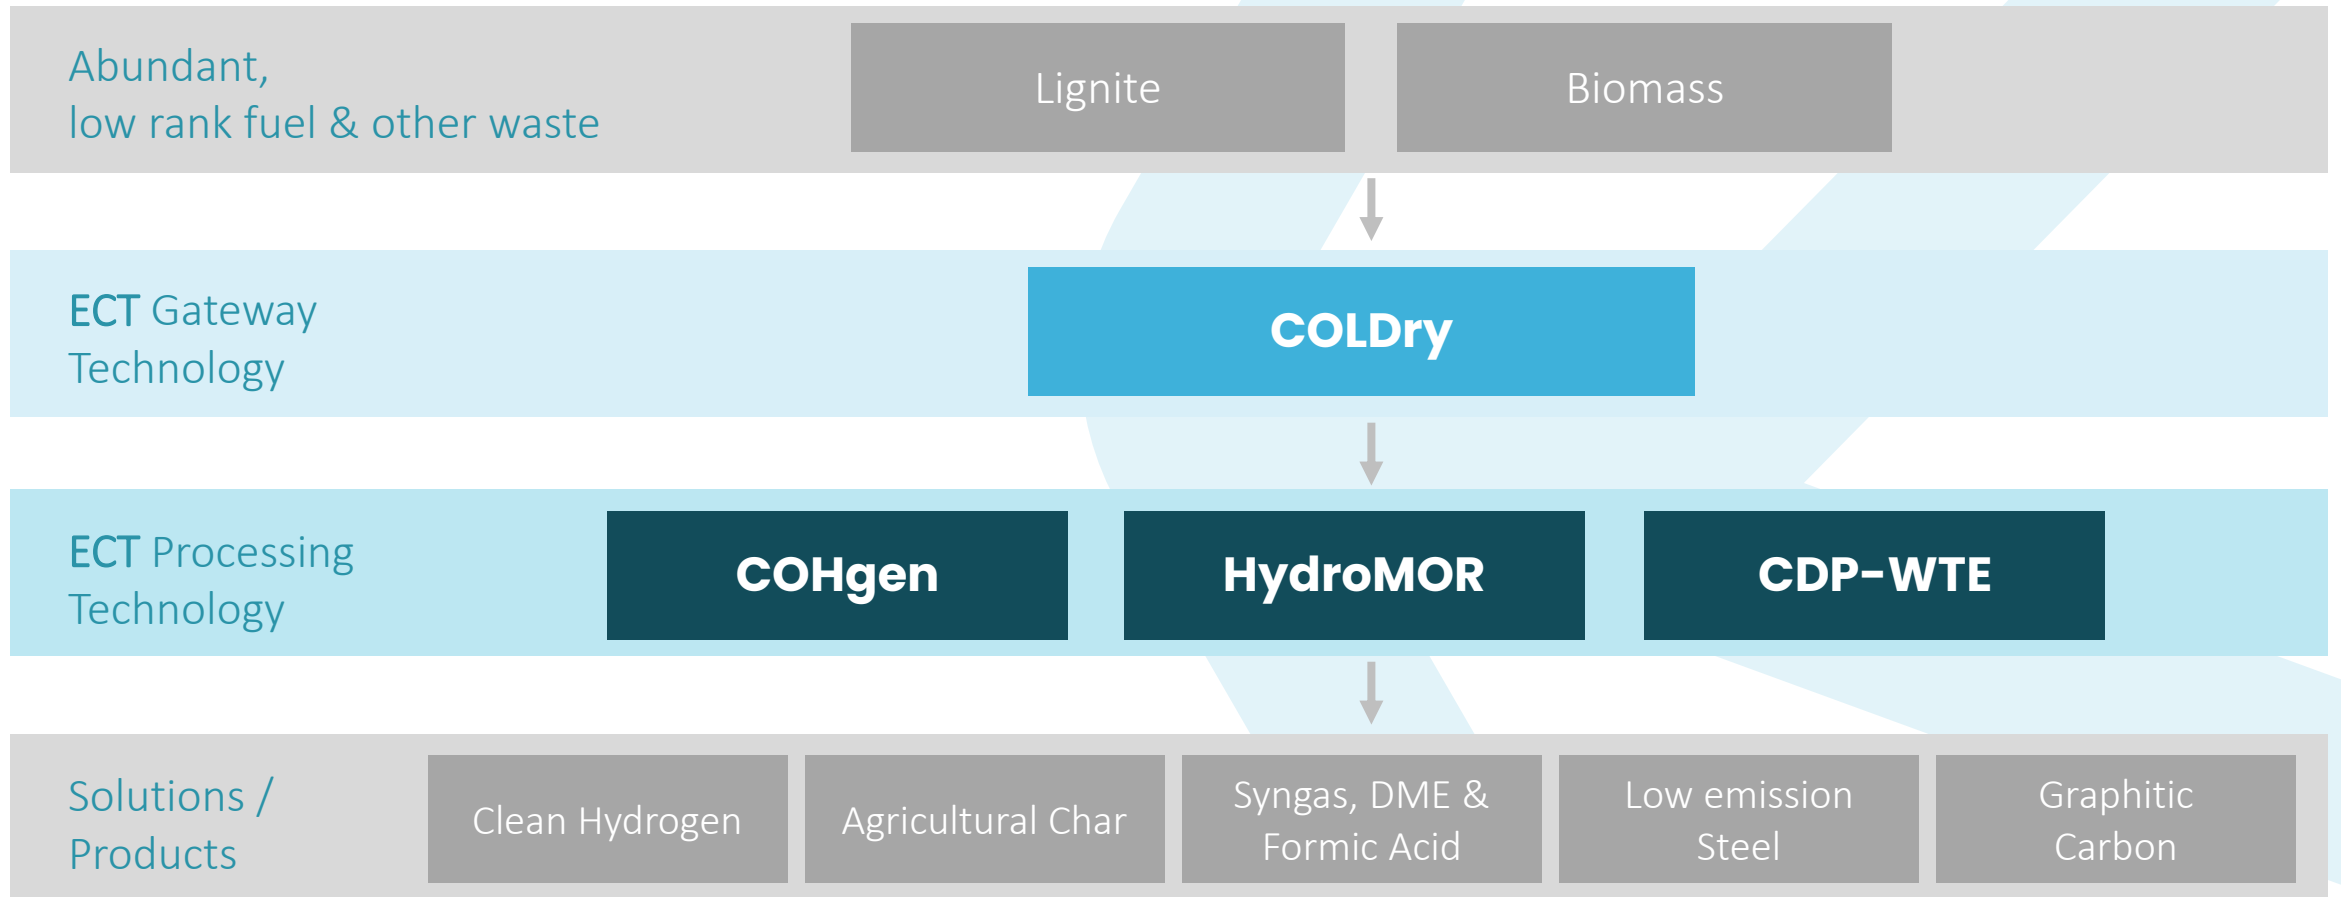 Abundant,
low rank fuel & other waste
Lignite
Biomass
ECT Gateway
Technology
COLDry
ECT Processing
Technology
COHgen
HydroMOR
CDP-WTE
Solutions /
Products
Clean Hydrogen
Agricultural Char
Syngas, DME &
Formic Acid
Low emission
Steel
Graphitic
Carbon